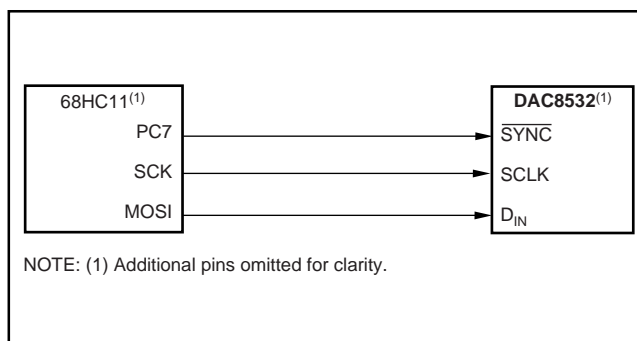 68HC11(1)
PC7
SCK
MOSI
DAC8532(1)
SYNC
SCLK
DIN
NOTE: (1) Additional pins omitted for clarity.